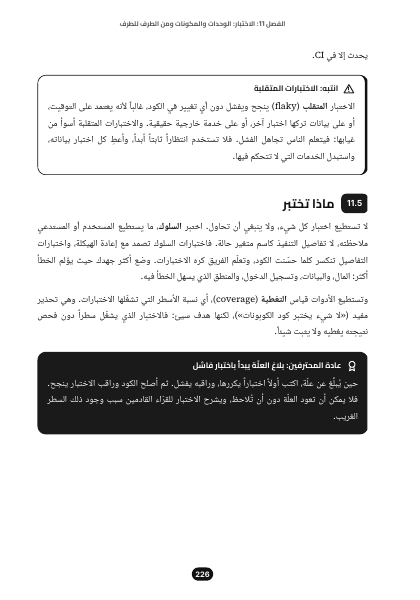 الفصل 11: الاختبار: الوحدات والمكونات ومن الطرف للطرف
يحدث إلا في CI.
انتبه: الاختبارات المتقلبة
الاختبار المتقلب (flaky) ينجح ويفشل دون أي تغيير في الكود، غالباً لأنه يعتمد على التوقيت،
أو على بيانات تركها اختبار آخر، أو على خدمة خارجية حقيقية. والاختبارات المتقلبة أسوأ من
غيابها: فيتعلم الناس تجاهل الفشل. فلا تستخدم انتظاراً ثابتاً أبداً، وأعطِ كل اختبار بياناته،
واستبدل الخدمات التي لا تتحكم فيها.
11.5 ماذا تختبر
لا تستطيع اختبار كل شيء، ولا ينبغي أن تحاول. اختبر السلوك، ما يستطيع المستخدم أو المستدعي
ملاحظته، لا تفاصيل التنفيذ كاسم متغير حالة. فاختبارات السلوك تصمد مع إعادة الهيكلة، واختبارات
التفاصيل تنكسر كلما حسّنت الكود، وتعلّم الفريق كره الاختبارات. وضع أكثر جهدك حيث يؤلم الخطأ
أكثر: المال، والبيانات، وتسجيل الدخول، والمنطق الذي يسهل الخطأ فيه.
وتستطيع الأدوات قياس التغطية (coverage)، أي نسبة الأسطر التي تشغّلها الاختبارات. وهي تحذير
مفيد («لا شيء يختبر كود الكوبونات»)، لكنها هدف سيئ: فالاختبار الذي يشغّل سطراً دون فحص
نتيجته يغطيه ولا يثبت شيئاً.
عادة المحترفين: بلاغ العلّة يبدأ باختبار فاشل
حين يُبلَّغ عن علّة، اكتب أولاً اختباراً يكررها، وراقبه يفشل. ثم أصلح الكود وراقب الاختبار ينجح.
فلا يمكن أن تعود العلّة دون أن تُلاحظ، ويشرح الاختبار للقرّاء القادمين سبب وجود ذلك السطر
الغريب.
226